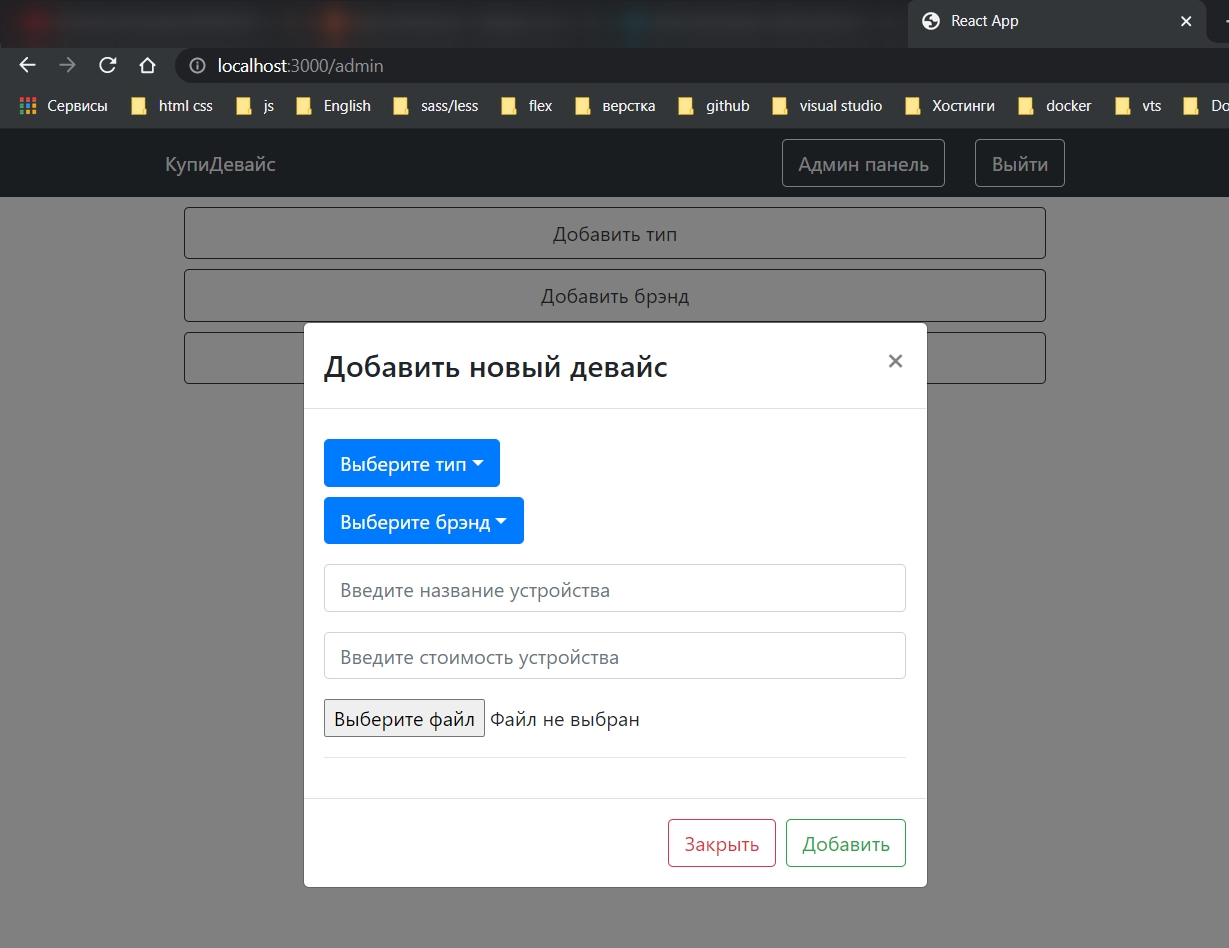 React App
localhost:3000/admin
Сервисы html css js English sass/less flex верстка github visual studio Хостинги docker vts
КупиДевайс Админ панель Выйти
Добавить тип
Добавить брэнд
Добавить новый девайс ×
Выберите тип
Выберите брэнд
Введите название устройства
Введите стоимость устройства
Выберите файл Файл не выбран
Закрыть Добавить